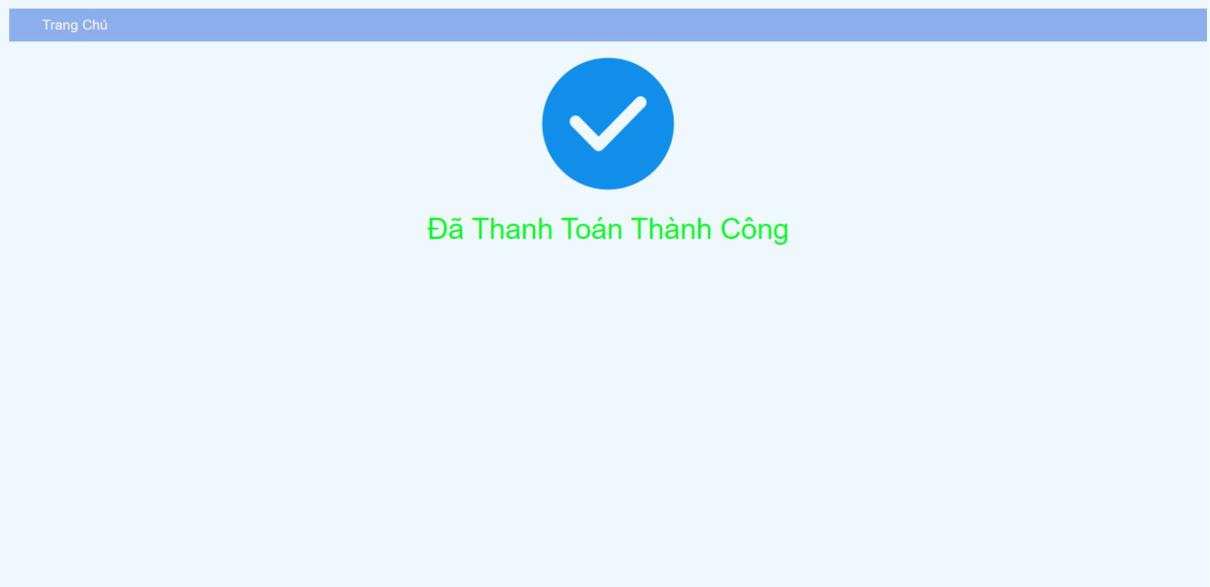 Trang Chủ
Đã Thanh Toán Thành Công